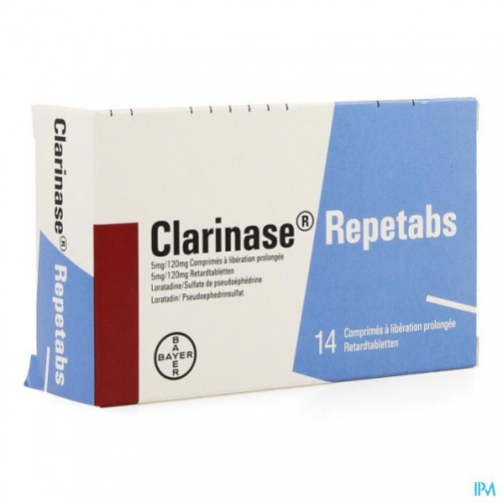 Clarinase® Repetabs
Clarinase® Repetabs
5mg/120mg Comprimés à libération prolongée
5mg/120mg Retardtabletten
Loratadine/Sulfate de pseudoéphédrine
Loratadin/ Pseudoephedrinsulfat
BAYER
BAYER
14 Comprimés à libération prolongée
Retardtabletten
IPM